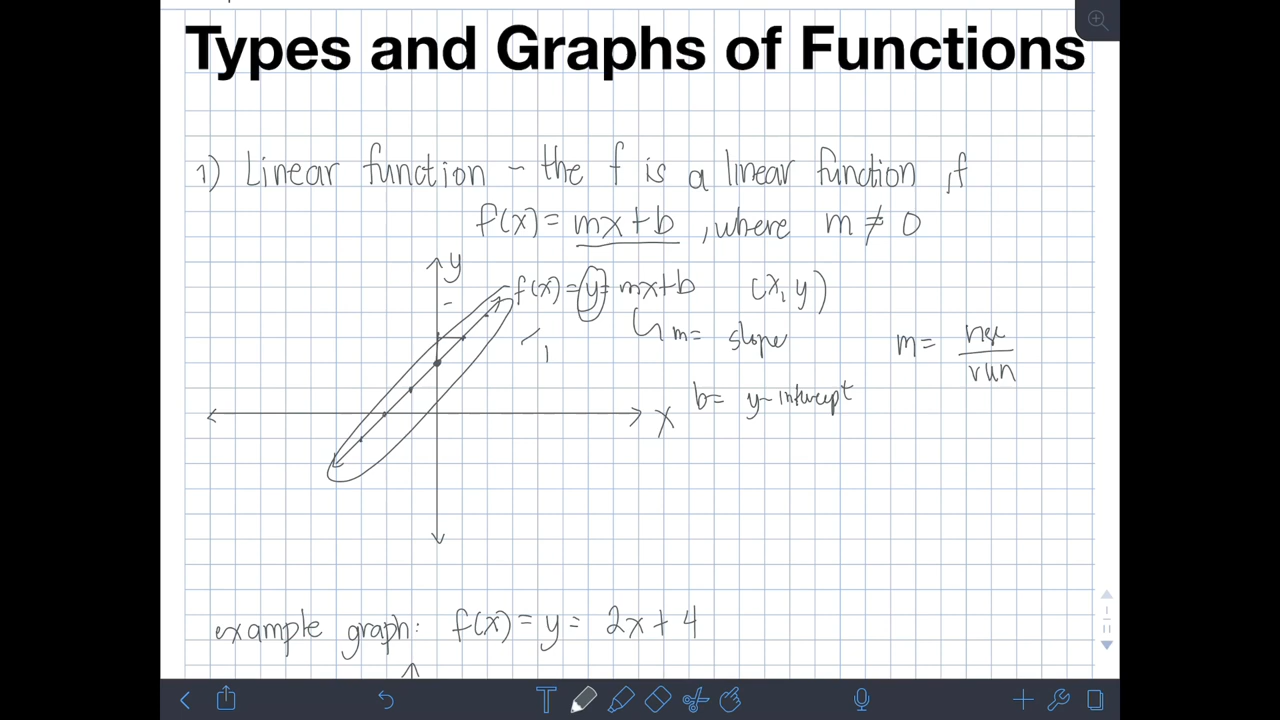 Types and Graphs of Functions
1) Linear function - the f is a linear function if
f(x) = mx + b , where m ≠ 0
y
f(x) = y = mx+b (x, y)
m = slope
m = rise/run
b = y-intercept
x
example graph: f(x) = y = 2x + 4
T